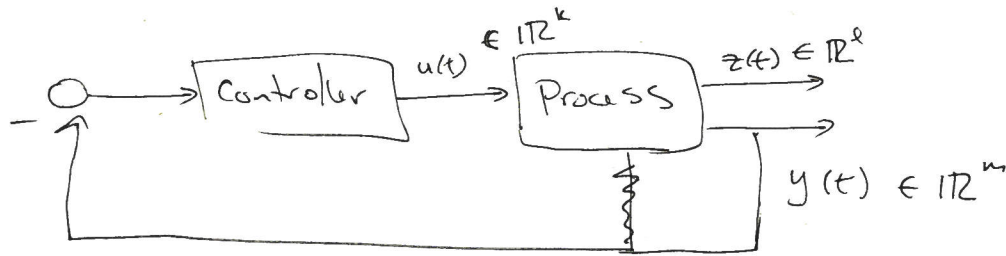 Controller
u(t) ∈ ℝ^k
Process
z(t) ∈ ℝ^ℓ
−
y(t) ∈ ℝ^m